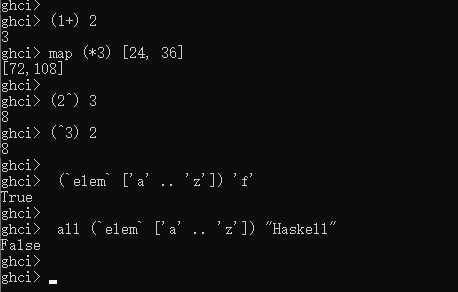 ghci>
ghci> (1+) 2
3
ghci> map (*3) [24, 36]
[72,108]
ghci>
ghci> (2^) 3
8
ghci> (^3) 2
8
ghci>
ghci>  (`elem` ['a' .. 'z']) 'f'
True
ghci>
ghci>  all (`elem` ['a' .. 'z']) "Haskell"
False
ghci>
ghci>